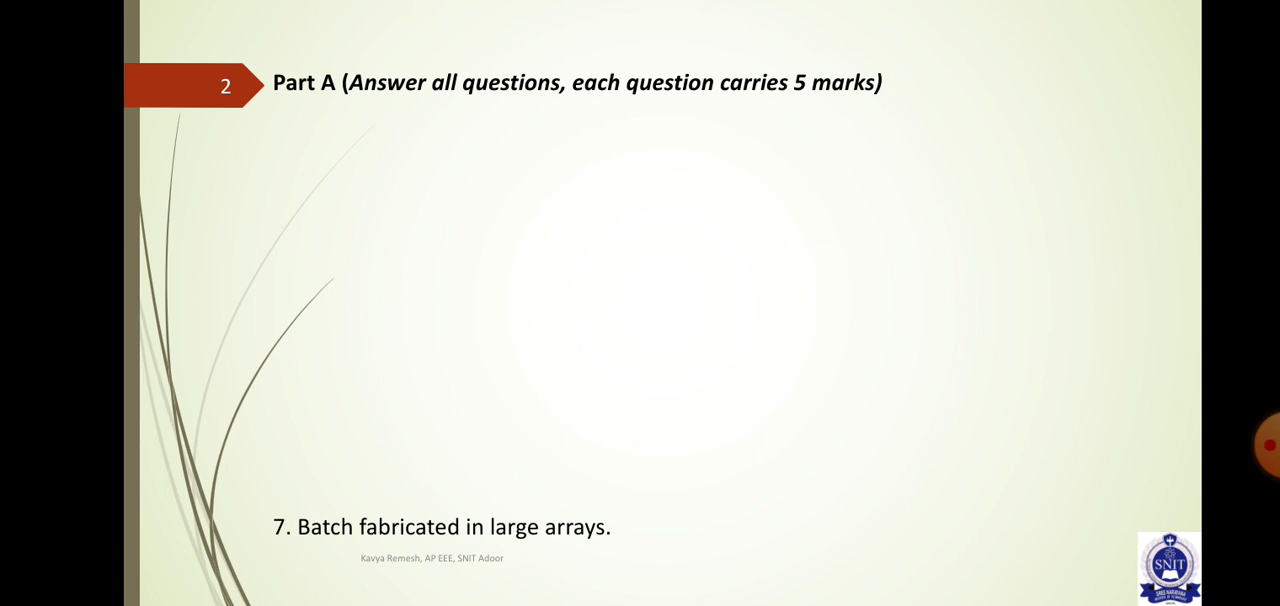 2
Part A (Answer all questions, each question carries 5 marks)
7. Batch fabricated in large arrays.
Kavya Remesh, AP EEE, SNIT Adoor
SNIT